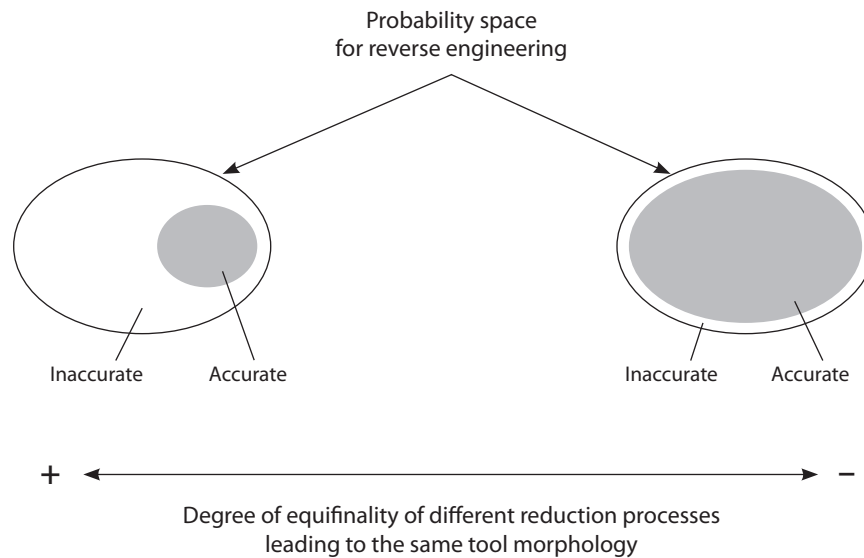 Probability space
for reverse engineering
Inaccurate Accurate
Inaccurate Accurate
+ −
Degree of equifinality of different reduction processes
leading to the same tool morphology